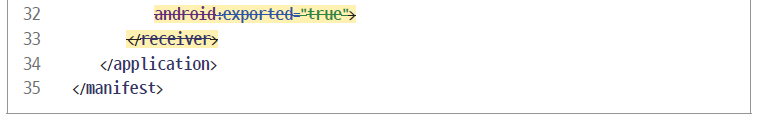 32 android:exported="true">
33 </receiver>
34 </application>
35 </manifest>